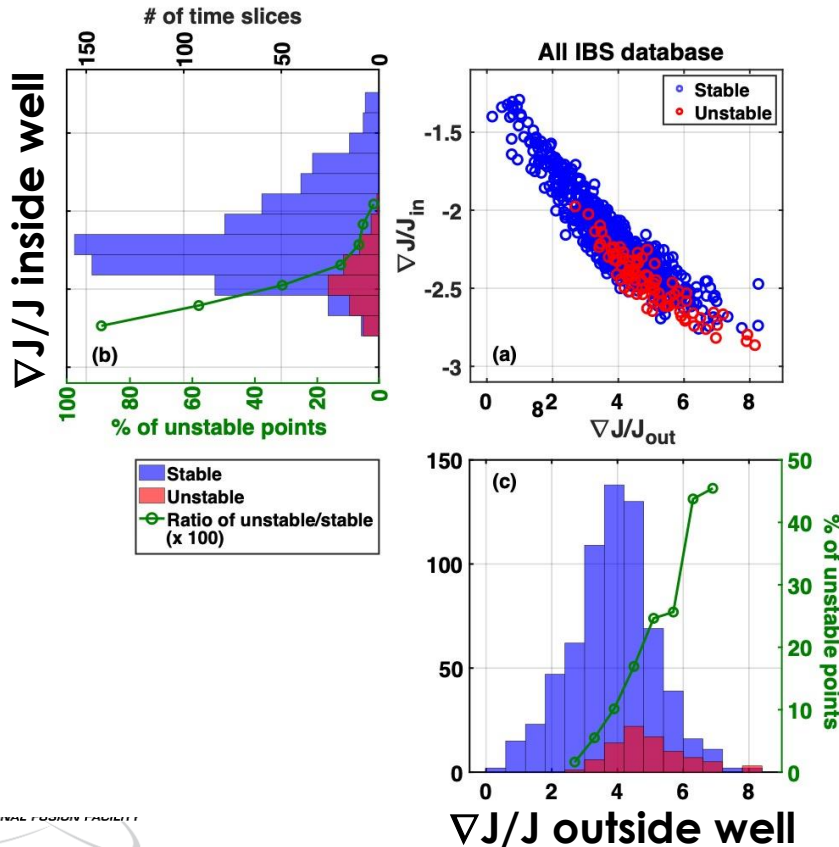 # of time slices
150 100 50 0
∇J/J inside well
(b)
100 80 60 40 20 0
% of unstable points
Stable
Unstable
Ratio of unstable/stable
(x 100)
All IBS database
Stable
Unstable
-1.5
-2
-2.5
-3
∇J/J_in
(a)
0 2 4 6 8
8
∇J/J_out
(c)
150
100
50
0
50
40
30
20
10
0
% of unstable points
0 2 4 6 8
∇J/J outside well
NAL FUSION FACILITY